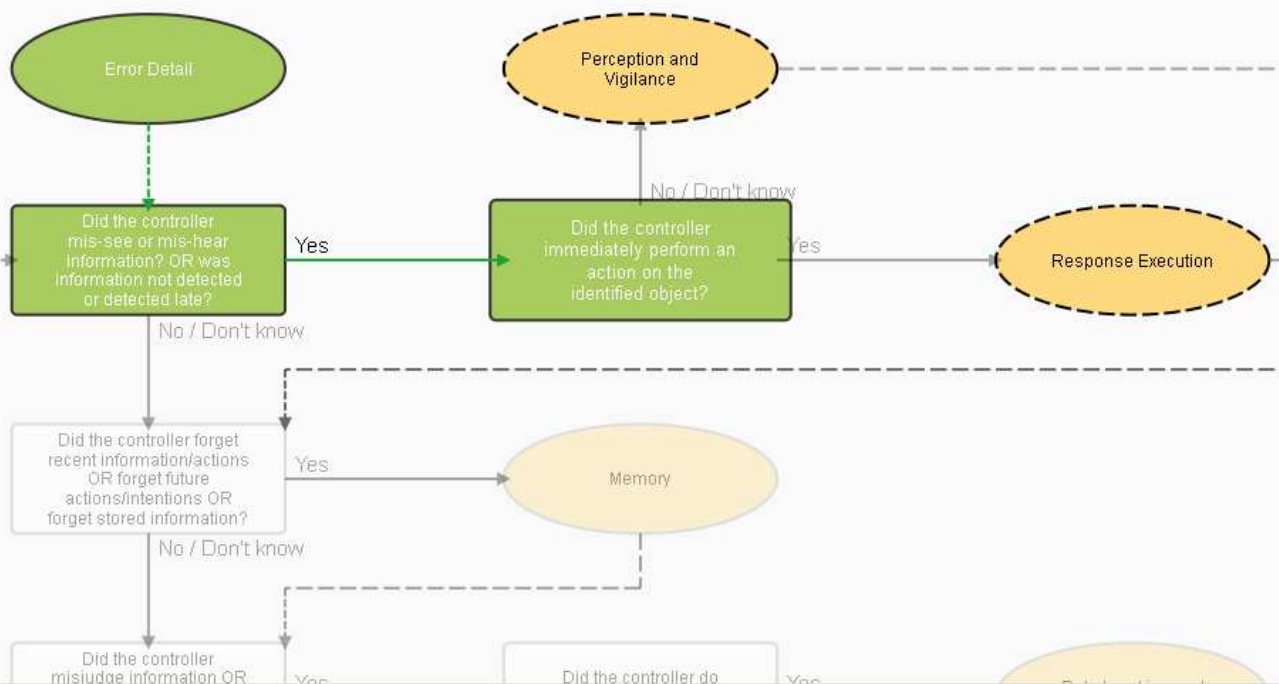 Error Detail
Perception and
Vigilance
No / Don't know
Did the controller
mis-see or mis-hear
information? OR was
information not detected
or detected late?
Yes
Did the controller
immediately perform an
action on the
identified object?
Yes
Response Execution
No / Don't know
Did the controller forget
recent information/actions
OR forget future
actions/intentions OR
forget stored information?
Yes
Memory
No / Don't know
Did the controller
misjudge information OR
Yes
Did the controller do
Yes